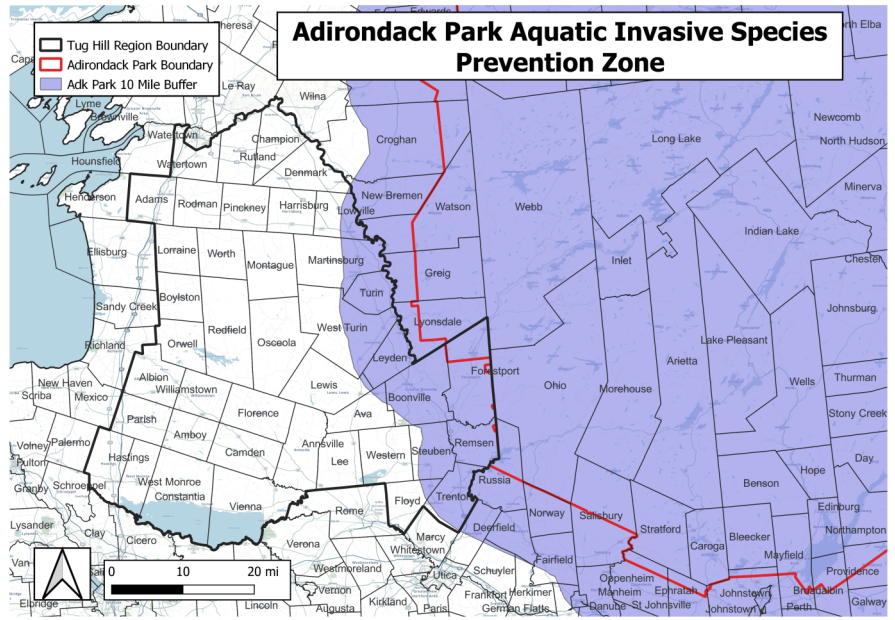 Adirondack Park Aquatic Invasive Species
Prevention Zone
Tug Hill Region Boundary
Adirondack Park Boundary
Adk Park 10 Mile Buffer
Edwards
Theresa
North Elba
Le Ray
Wilna
Lyme
Brownville
Newcomb
Watertown
Champion
Croghan
Long Lake
North Hudson
Hounsfield
Watertown
Rutland
Denmark
Minerva
Henderson
Adams
Rodman
Pinckney
Harrisburg
Lowville
New Bremen
Watson
Webb
Indian Lake
Ellisburg
Lorraine
Worth
Montague
Martinsburg
Inlet
Chester
Greig
Sandy Creek
Boylston
Turin
Johnsburg
Redfield
West Turin
Lyonsdale
Richland
Orwell
Osceola
Lake Pleasant
Leyden
Arietta
New Haven
Albion
Forestport
Wells
Thurman
Scriba
Mexico
Williamstown
Lewis
Boonville
Ohio
Morehouse
Parish
Florence
Ava
Stony Creek
Volney
Palermo
Amboy
Annsville
Remsen
Fulton
Hastings
Camden
Lee
Western
Steuben
Day
Granby
Schroeppel
West Monroe
Russia
Hope
Constantia
Benson
Vienna
Rome
Floyd
Trenton
Edinburg
Lysander
Clay
Norway
Salisbury
Stratford
Northampton
Cicero
Deerfield
Marcy
Caroga
Bleecker
Verona
Whitestown
Mayfield
Van
Sali
Westmoreland
Utica
Schuyler
Fairfield
Oppenheim
Providence
Vernon
Manheim
Ephratah
Johnstown
Broadalbin
Elbridge
Lincoln
Augusta
Kirkland
Paris
Frankfort
Herkimer
German Flatts
Danube
St Johnsville
Johnstown
Perth
Galway
0 10 20 mi